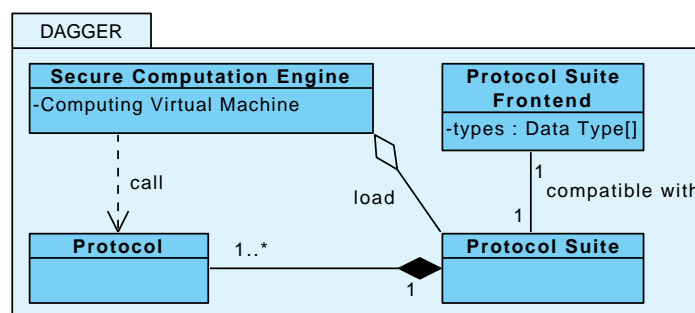 DAGGER
Secure Computation Engine
-Computing Virtual Machine
Protocol Suite
Frontend
-types : Data Type[]
call
load
1
compatible with
1
Protocol
1..*
1
Protocol Suite